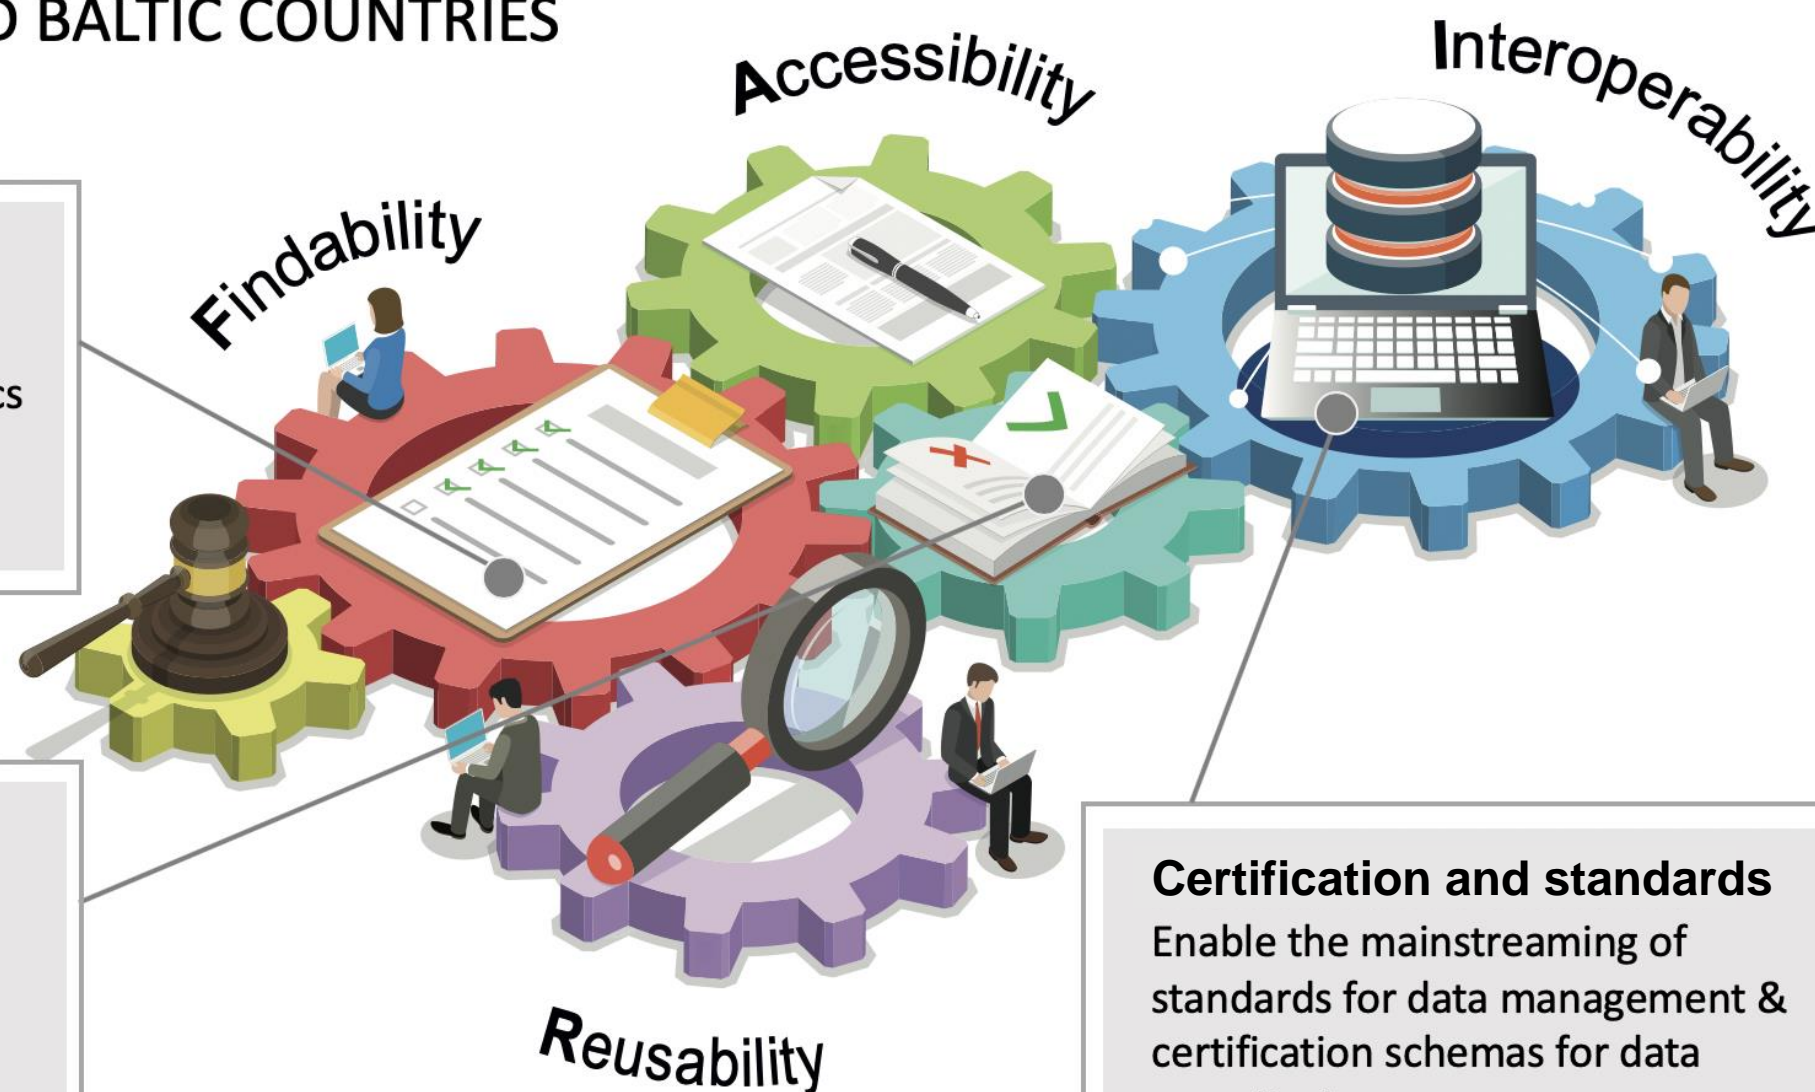 BALTIC COUNTRIES
Accessibility
Interoperability
Findability
Reusability
Certification and standards
Enable the mainstreaming of
standards for data management &
certification schemas for data